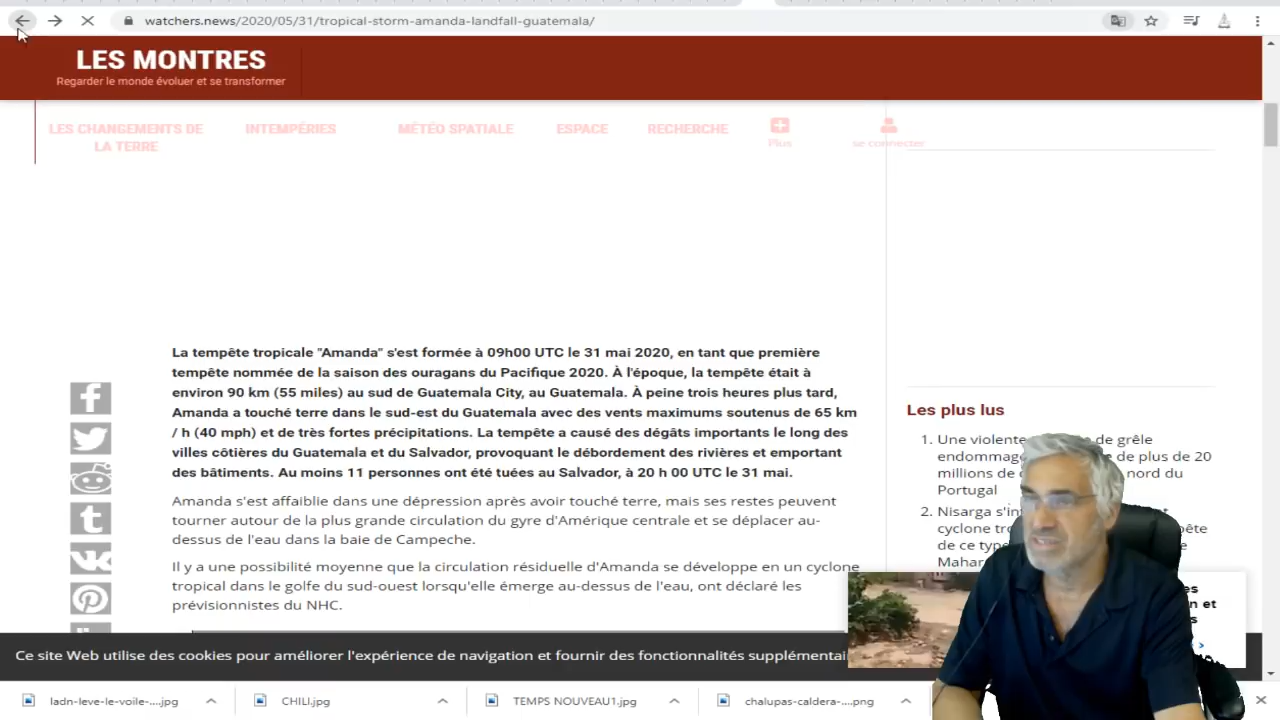 watchers.news/2020/05/31/tropical-storm-amanda-landfall-guatemala/
LES MONTRES
Regarder le monde évoluer et se transformer
LES CHANGEMENTS DE
LA TERRE
INTEMPÉRIES
MÉTÉO SPATIALE
ESPACE
RECHERCHE
Plus
se connecter
La tempête tropicale "Amanda" s'est formée à 09h00 UTC le 31 mai 2020, en tant que première
tempête nommée de la saison des ouragans du Pacifique 2020. À l'époque, la tempête était à
environ 90 km (55 miles) au sud de Guatemala City, au Guatemala. À peine trois heures plus tard,
Amanda a touché terre dans le sud-est du Guatemala avec des vents maximums soutenus de 65 km
/ h (40 mph) et de très fortes précipitations. La tempête a causé des dégâts importants le long des
villes côtières du Guatemala et du Salvador, provoquant le débordement des rivières et emportant
des bâtiments. Au moins 11 personnes ont été tuées au Salvador, à 20 h 00 UTC le 31 mai.
Amanda s'est affaiblie dans une dépression après avoir touché terre, mais ses restes peuvent
tourner autour de la plus grande circulation du gyre d'Amérique centrale et se déplacer au-
dessus de l'eau dans la baie de Campeche.
Il y a une possibilité moyenne que la circulation résiduelle d'Amanda se développe en un cyclone
tropical dans le golfe du sud-ouest lorsqu'elle émerge au-dessus de l'eau, ont déclaré les
prévisionnistes du NHC.
Les plus lus
1. Une violente de grêle
endommag de plus de 20
millions de nord du
Portugal
2. Nisarga s'in et
cyclone tro pête
de ce type
Mahar
es
n et
s
Ce site Web utilise des cookies pour améliorer l'expérience de navigation et fournir des fonctionnalités supplémentai
ladn-leve-le-voile-....jpg
CHILI.jpg
TEMPS NOUVEAU1.jpg
chalupas-caldera-....png